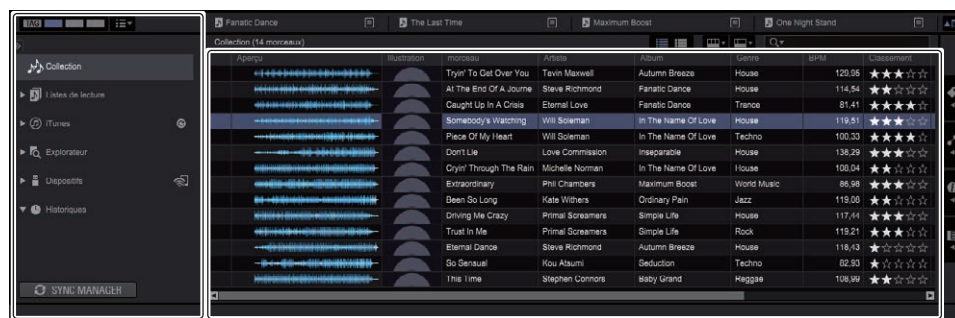 TAG
Fanatic Dance
The Last Time
Maximum Boost
One Night Stand
Collection (14 morceaux)
Collection
Listes de lecture
iTunes
Explorateur
Dispositifs
Historiques
SYNC MANAGER
Aperçu Illustration morceau Artiste Album Genre BPM Classement
Tryin' To Get Over You Tevin Maxwell Autumn Breeze House 129,95
At The End Of A Journe Steve Richmond Fanatic Dance House 114,54
Caught Up In A Crisis Eternal Love Fanatic Dance Trance 81,41
Somebody's Watching Will Soleman In The Name Of Love House 119,51
Piece Of My Heart Will Soleman In The Name Of Love Techno 100,33
Don't Lie Love Commission Inseparable House 138,29
Cryin' Through The Rain Michelle Norman In The Name Of Love House 108,04
Extraordinary Phil Chambers Maximum Boost World Music 86,98
Been So Long Kate Withers Ordinary Pain Jazz 119,08
Driving Me Crazy Primal Screamers Simple Life House 117,44
Trust In Me Primal Screamers Simple Life Rock 119,21
Eternal Dance Steve Richmond Autumn Breeze House 118,43
So Sensual Kou Atsumi Seduction Techno 82,93
This Time Stephen Connors Baby Grand Reggae 108,99